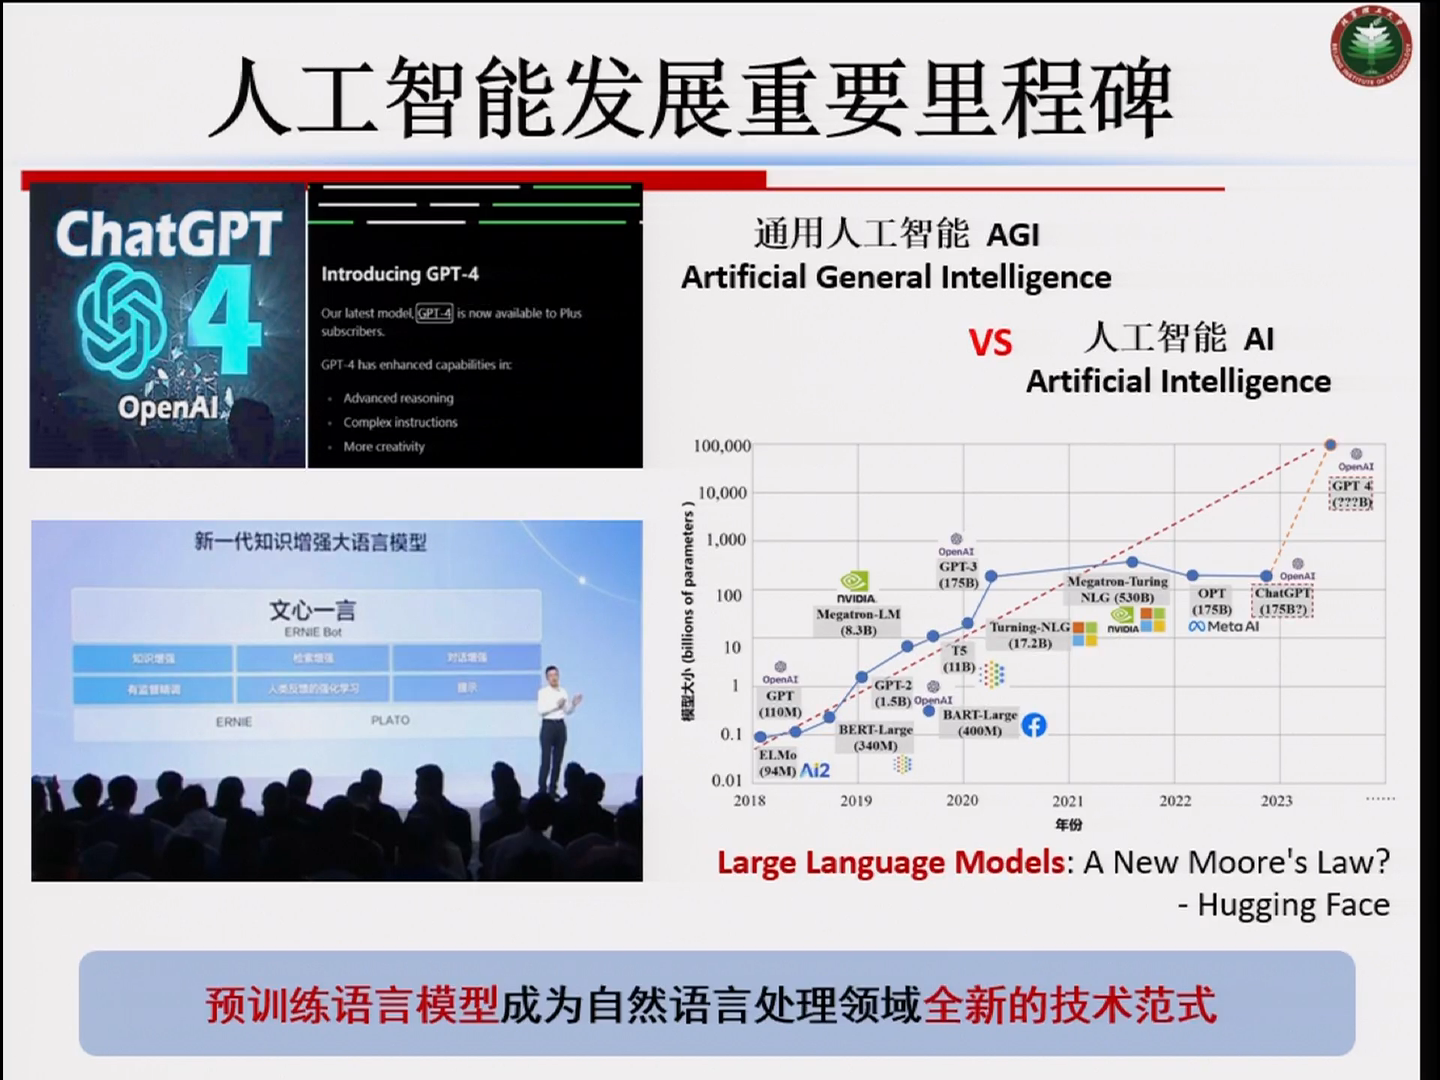 人工智能发展重要里程碑
ChatGPT
4
OpenAI
Introducing GPT-4
Our latest model, GPT-4 is now available to Plus
subscribers.
GPT-4 has enhanced capabilities in:
Advanced reasoning
Complex instructions
More creativity
通用人工智能 AGI
Artificial General Intelligence
VS
人工智能 AI
Artificial Intelligence
新一代知识增强大语言模型
文心一言
ERNIE Bot
知识增强 检索增强 对话增强
有监督精调 人类反馈的强化学习 提示
ERNIE PLATO
模型大小 (billions of parameters )
100,000
10,000
1,000
100
10
1
0.1
0.01
2018 2019 2020 2021 2022 2023 ......
年份
OpenAI
GPT
(110M)
ELMo
(94M) Ai2
BERT-Large
(340M)
NVIDIA.
Megatron-LM
(8.3B)
GPT-2
(1.5B) OpenAI
OpenAI
GPT-3
(175B)
T5
(11B)
BART-Large
(400M)
Turning-NLG
(17.2B)
Megatron-Turing
NLG (530B)
NVIDIA
OPT
(175B)
Meta AI
OpenAI
ChatGPT
(175B?)
OpenAI
GPT 4
(???B)
Large Language Models: A New Moore's Law?
- Hugging Face
预训练语言模型成为自然语言处理领域全新的技术范式